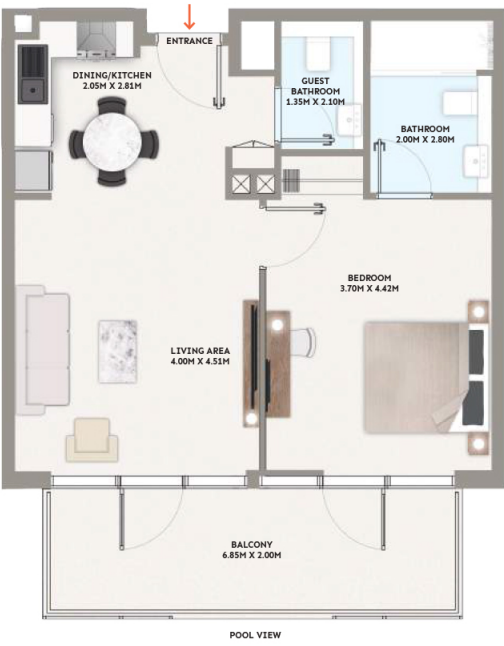 ENTRANCE
DINING/KITCHEN
2.05M X 2.81M
GUEST
BATHROOM
1.35M X 2.10M
BATHROOM
2.00M X 2.80M
BEDROOM
3.70M X 4.42M
LIVING AREA
4.00M X 4.51M
BALCONY
6.85M X 2.00M
POOL VIEW